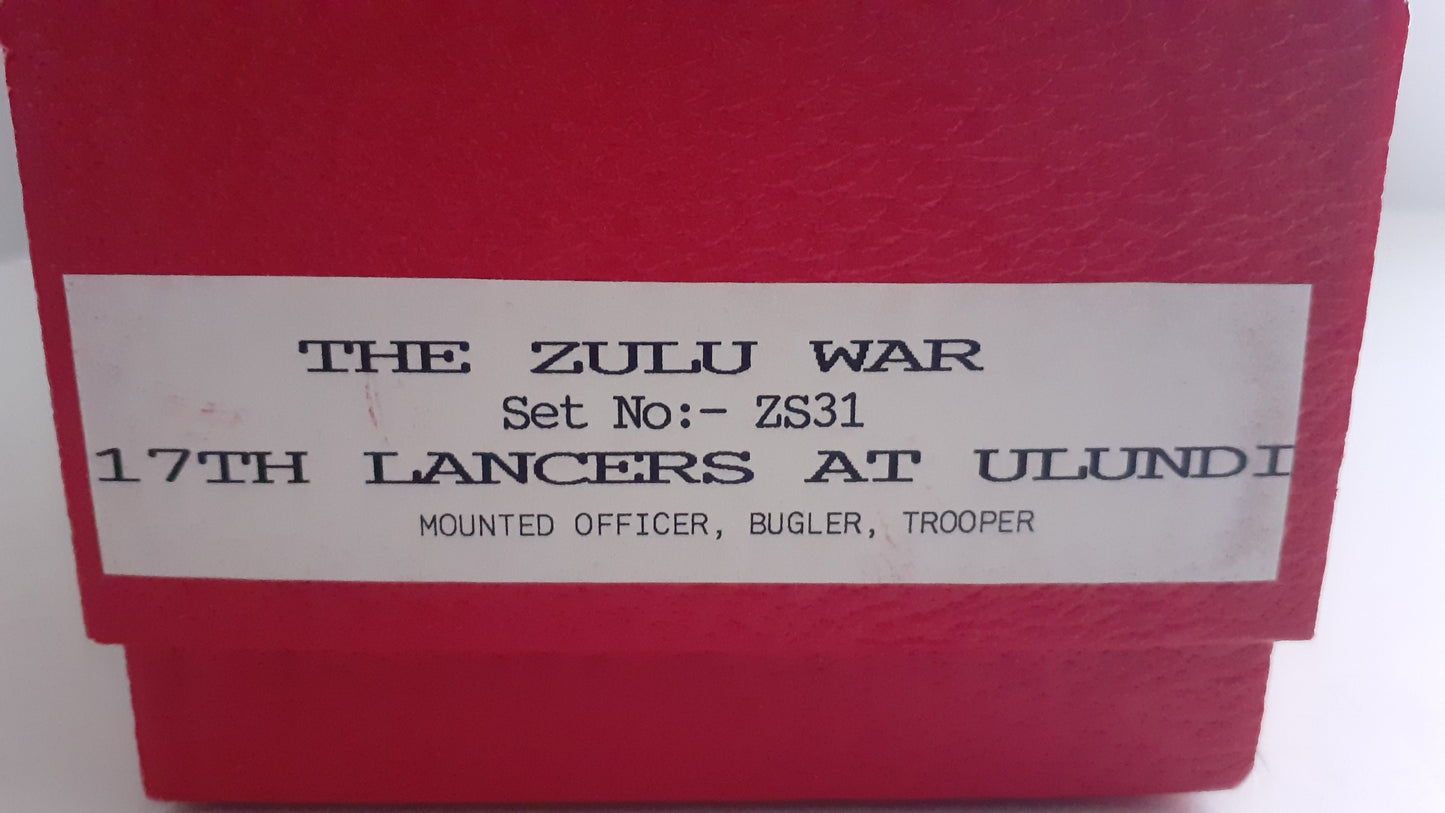 THE ZULU WAR
Set No:- ZS31
17TH LANCERS AT ULUNDI
MOUNTED OFFICER, BUGLER, TROOPER